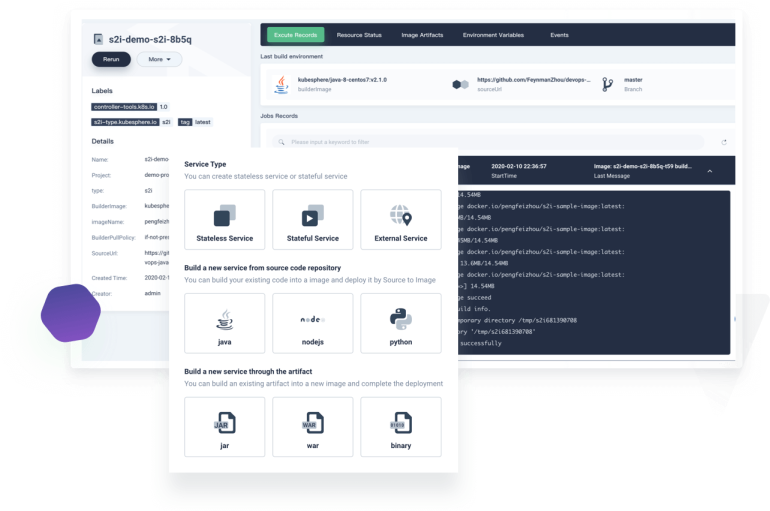 s2i-demo-s2i-8b5q
Rerun
More
Labels
controller-tools.k8s.io 1.0
s2i-type.kubesphere.io s2i tag latest
Details
Name: s2i-demo-
Project: demo-pro
type: s2i
BuilderImage: kubesphe
imageName: pengfeizh
BuilderPullPolicy: if-not-pres
SourceUrl: https://git
vops-java
Created Time: 2020-02-1
Creator: admin
Excute Records Resource Status Image Artifacts Environment Variables Events
Last build environment
kubesphere/java-8-centos7:v2.1.0
builderImage
https://github.com/FeynmanZhou/devops-...
sourceUrl
master
Branch
Jobs Records
Please input a keyword to filter
2020-02-10 22:36:57
StartTime
Image: s2i-demo-s2i-8b5q-t59 build...
Last Message
14.54MB
ge docker.io/pengfeizhou/s2i-sample-image:latest:
MB/14.54MB
ge docker.io/pengfeizhou/s2i-sample-image:latest:
35MB/14.54MB
ge docker.io/pengfeizhou/s2i-sample-image:latest:
13.6MB/14.54MB
ge docker.io/pengfeizhou/s2i-sample-image:latest:
=>] 14.54MB
ge succeed
uild info.
mporary directory /tmp/s2i681390708
ory '/tmp/s2i681390708'
successfully
Service Type
You can create stateless service or stateful service
Stateless Service
Stateful Service
External Service
Build a new service from source code repository
You can build your existing code into a image and deploy it by Source to Image
java
node
nodejs
python
Build a new service through the artifact
You can build an existing artifact into a new image and complete the deployment
JAR
jar
WAR
war
01010
binary